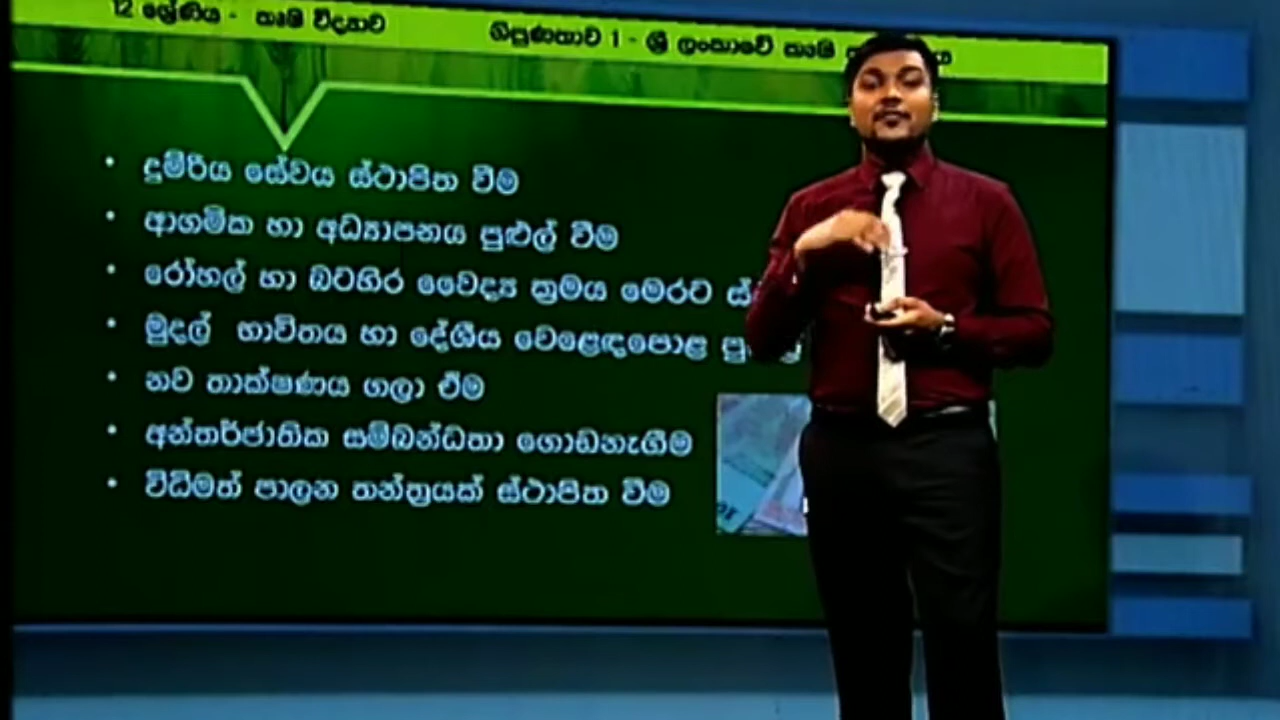 12 ශ්‍රේණිය - කෘෂි විද්‍යාව
නිපුණතාව 1 - ශ්‍රී ලංකාවේ කෘෂි
• දුම්රිය සේවය ස්ථාපිත වීම
• ආගමික හා අධ්‍යාපනය පුළුල් වීම
• රෝහල් හා බටහිර වෛද්‍ය ක්‍රමය මෙරට
• මුදල් භාවිතය හා දේශීය වෙළෙඳපොළ
• නව තාක්ෂණය ගලා ඒම
• අන්තර්ජාතික සම්බන්ධතා ගොඩනැගීම
• විධිමත් පාලන තන්ත්‍රයක් ස්ථාපිත වීම